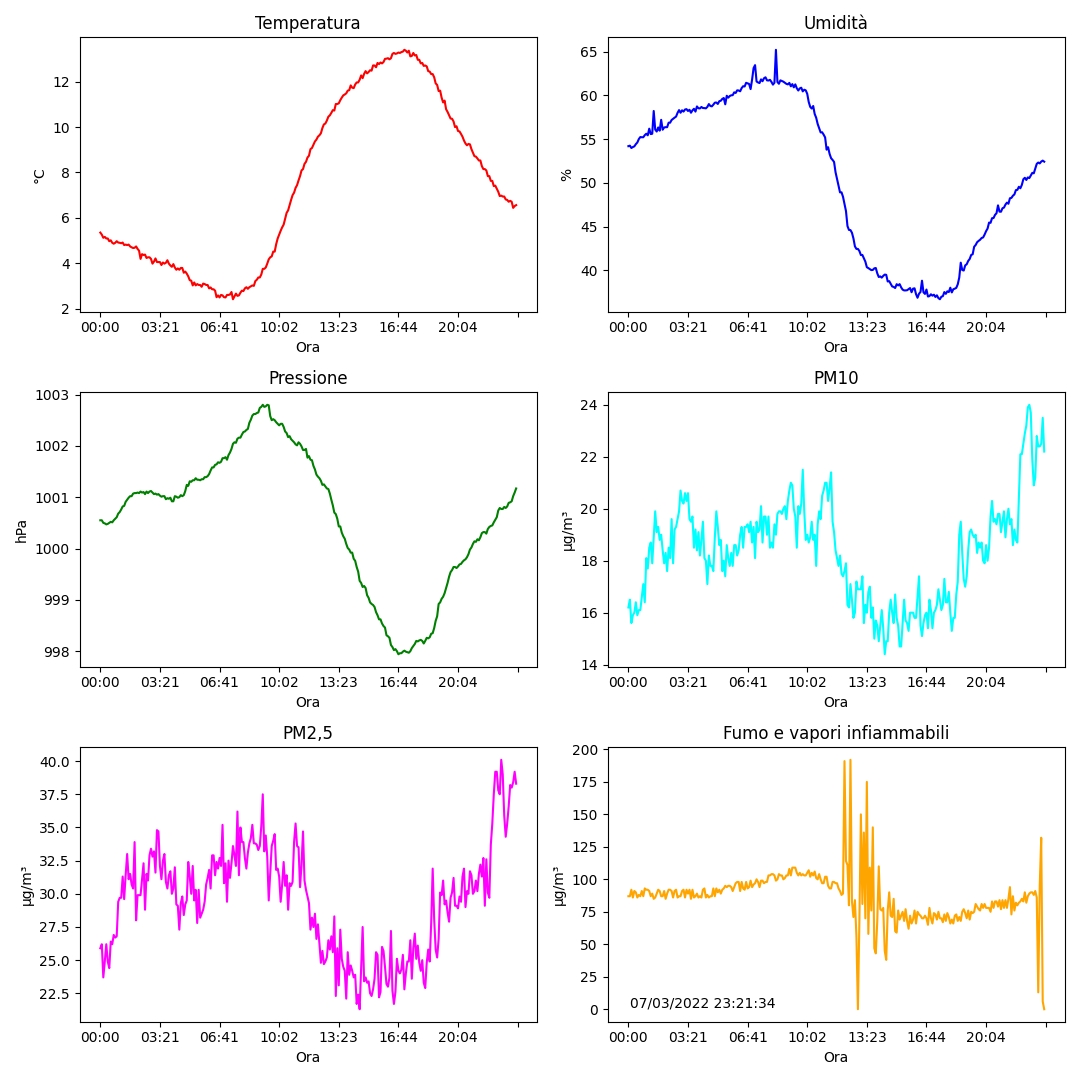 Temperatura
°C
12
10
8
6
4
2
00:00 03:21 06:41 10:02 13:23 16:44 20:04
Ora
Umidità
%
65
60
55
50
45
40
00:00 03:21 06:41 10:02 13:23 16:44 20:04
Ora
Pressione
hPa
1003
1002
1001
1000
999
998
00:00 03:21 06:41 10:02 13:23 16:44 20:04
Ora
PM10
µg/m³
24
22
20
18
16
14
00:00 03:21 06:41 10:02 13:23 16:44 20:04
Ora
PM2,5
µg/m³
40.0
37.5
35.0
32.5
30.0
27.5
25.0
22.5
00:00 03:21 06:41 10:02 13:23 16:44 20:04
Ora
Fumo e vapori infiammabili
µg/m³
200
175
150
125
100
75
50
25
0
07/03/2022 23:21:34
00:00 03:21 06:41 10:02 13:23 16:44 20:04
Ora